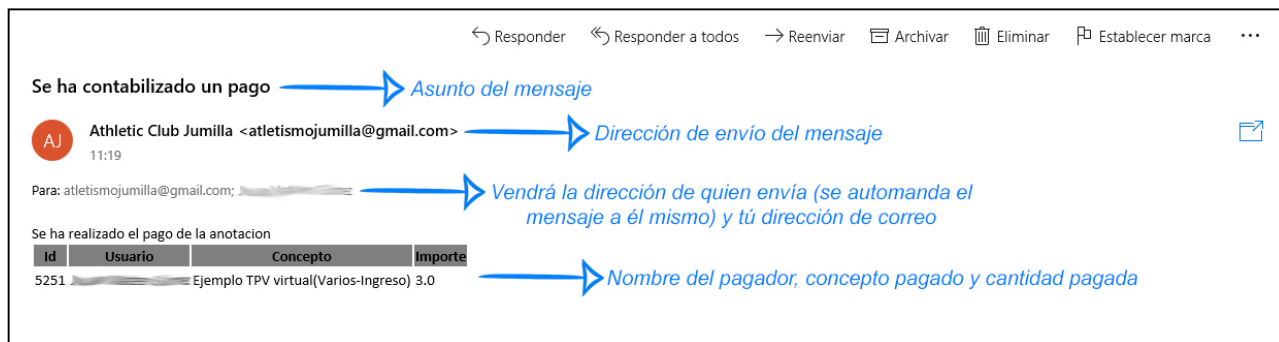 Responder Responder a todos Reenviar Archivar Eliminar Establecer marca ...
Se ha contabilizado un pago Asunto del mensaje
AJ Athletic Club Jumilla <atletismojumilla@gmail.com> Dirección de envío del mensaje
11:19
Para: atletismojumilla@gmail.com; Vendrá la dirección de quien envía (se automanda el
mensaje a él mismo) y tú dirección de correo
Se ha realizado el pago de la anotacion
Id Usuario Concepto Importe
5251 Ejemplo TPV virtual(Varios-Ingreso) 3.0 Nombre del pagador, concepto pagado y cantidad pagada